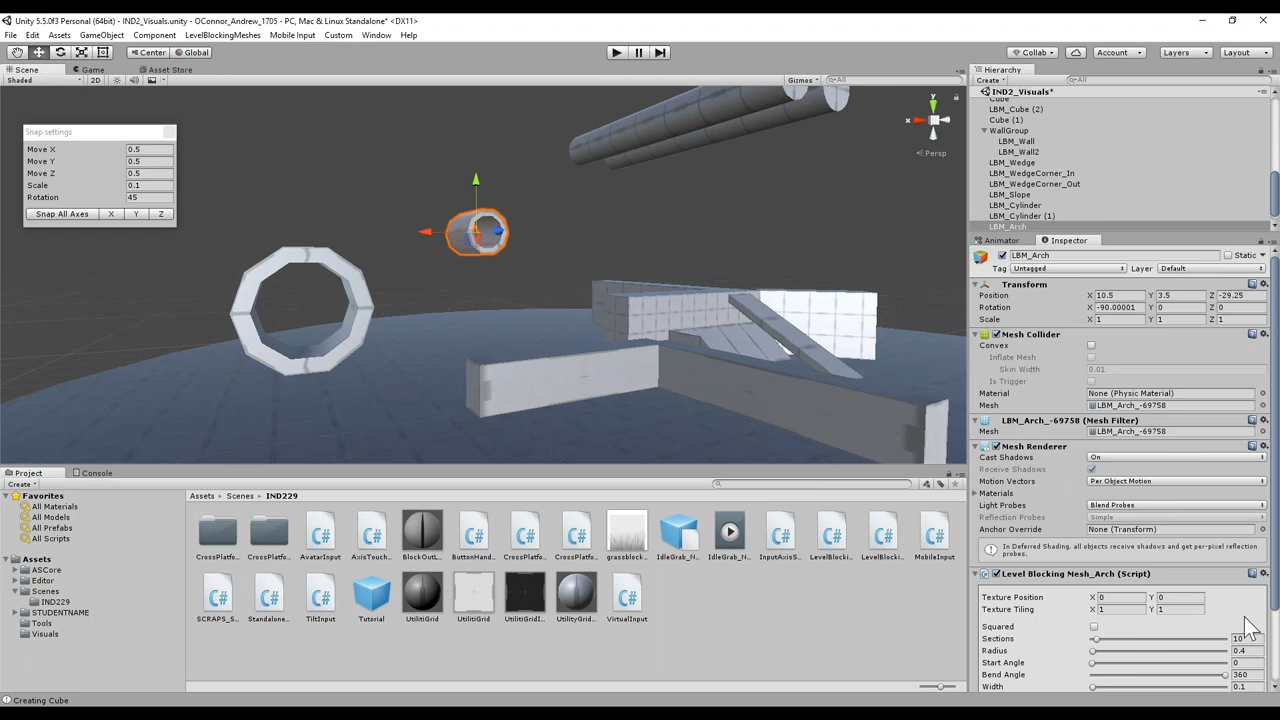 Unity 5.5.0f3 Personal (64bit) - IND2_Visuals.unity - OConnor_Andrew_1705 - PC, Mac & Linux Standalone* <DX11>
File Edit Assets GameObject Component LevelBlockingMeshes Mobile Input Custom Window Help
Center Global Collab Account Layers Layout
Scene Game Asset Store
Shaded 2D Gizmos All
Hierarchy
Create All
IND2_Visuals*
Cube
LBM_Cube (2)
Cube (1)
WallGroup
LBM_Wall
LBM_Wall2
LBM_Wedge
LBM_WedgeCorner_In
LBM_WedgeCorner_Out
LBM_Slope
LBM_Cylinder
LBM_Cylinder (1)
LBM_Arch
Snap settings
Move X 0.5
Move Y 0.5
Move Z 0.5
Scale 0.1
Rotation 45
Snap All Axes X Y Z
y
x
Persp
Animator Inspector
LBM_Arch Static
Tag Untagged Layer Default
Transform
Position X 10.5 Y 3.5 Z -29.25
Rotation X -90.00001 Y 0 Z 0
Scale X 1 Y 1 Z 1
Mesh Collider
Convex
Inflate Mesh
Skin Width 0.01
Is Trigger
Material None (Physic Material)
Mesh LBM_Arch_-69758
LBM_Arch_-69758 (Mesh Filter)
Mesh LBM_Arch_-69758
Mesh Renderer
Cast Shadows On
Receive Shadows
Motion Vectors Per Object Motion
Materials
Light Probes Blend Probes
Reflection Probes Simple
Anchor Override None (Transform)
In Deferred Shading, all objects receive shadows and get per-pixel reflection
probes.
Level Blocking Mesh_Arch (Script)
Texture Position X 0 Y 0
Texture Tiling X 1 Y 1
Squared
Sections 10
Radius 0.4
Start Angle 0
Bend Angle 360
Width 0.1
Project Console
Create
Favorites
All Materials
All Models
All Prefabs
All Scripts
Assets
ASCore
Editor
Scenes
IND229
STUDENTNAME
Tools
Visuals
Assets Scenes IND229
CrossPlatfo... CrossPlatfo... AvatarInput AxisTouch... BlockOutL... ButtonHand... CrossPlatfo... CrossPlatfo... grassblock... IdleGrab_N... IdleGrab_N... InputAxisS... LevelBlocki... LevelBlocki... MobileInput
SCRAPS_S... Standalone... TiltInput Tutorial UtilitiGrid UtilitiGrid UtilityGridI... UtilityGrid... VirtualInput
Creating Cube